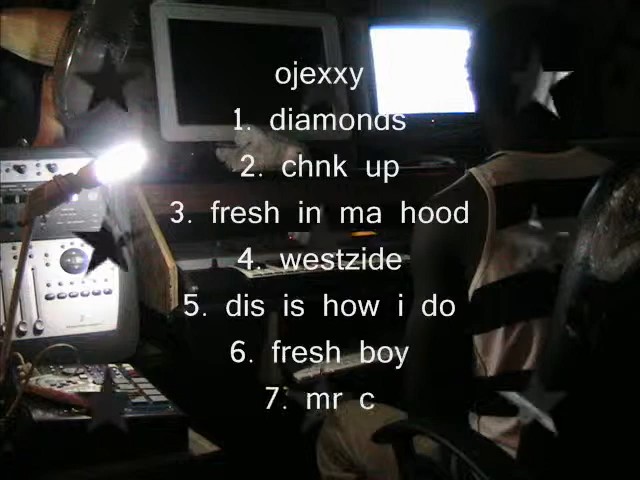 ojexxy
1. diamonds
2. chnk up
3. fresh in ma hood
4. westzide
5. dis is how i do
6. fresh boy
7. mr c